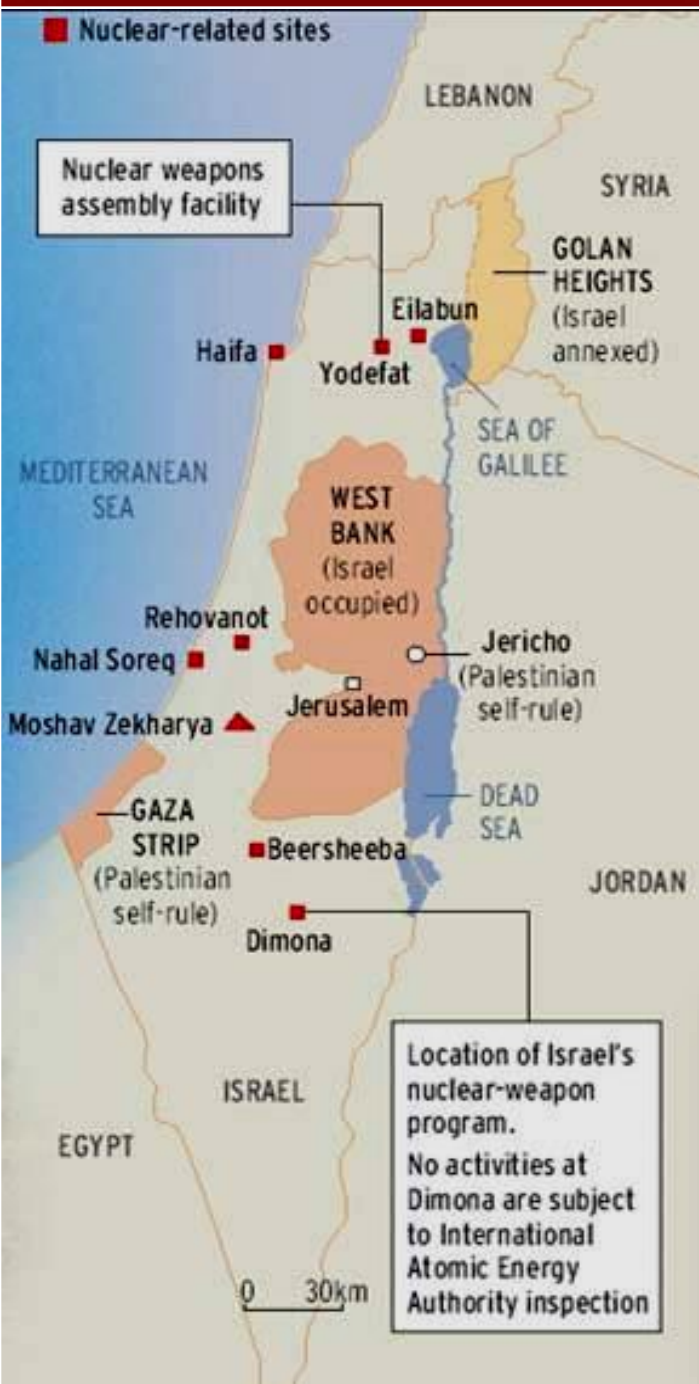 Nuclear-related sites
LEBANON
Nuclear weapons
assembly facility
SYRIA
GOLAN
HEIGHTS
(Israel
annexed)
Eilabun
Haifa
Yodefat
SEA OF
GALILEE
MEDITERRANEAN
SEA
WEST
BANK
(Israel
occupied)
Rehovanot
Nahal Soreq
Jericho
(Palestinian
self-rule)
Jerusalem
Moshav Zekharya
GAZA
STRIP
(Palestinian
self-rule)
DEAD
SEA
Beersheeba
JORDAN
Dimona
Location of Israel's
nuclear-weapon
program.
No activities at
Dimona are subject
to International
Atomic Energy
Authority inspection
ISRAEL
EGYPT
0 30km